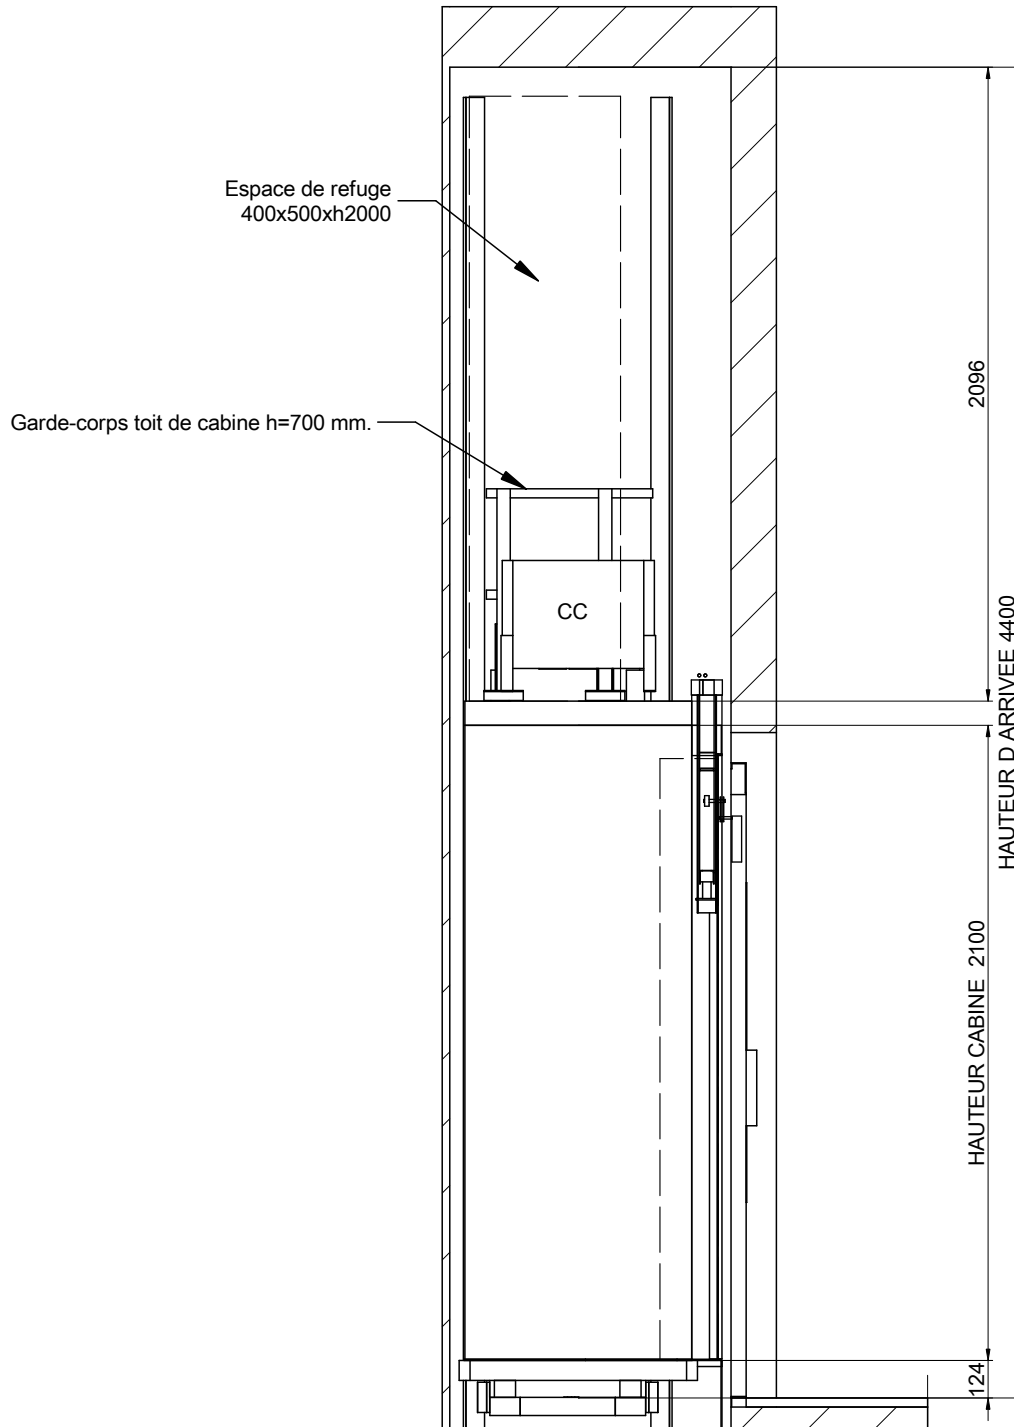 Espace de refuge
400x500xh2000
2096
Garde-corps toit de cabine h=700 mm.
CC
HAUTEUR D ARRIVEE 4400
HAUTEUR CABINE 2100
124